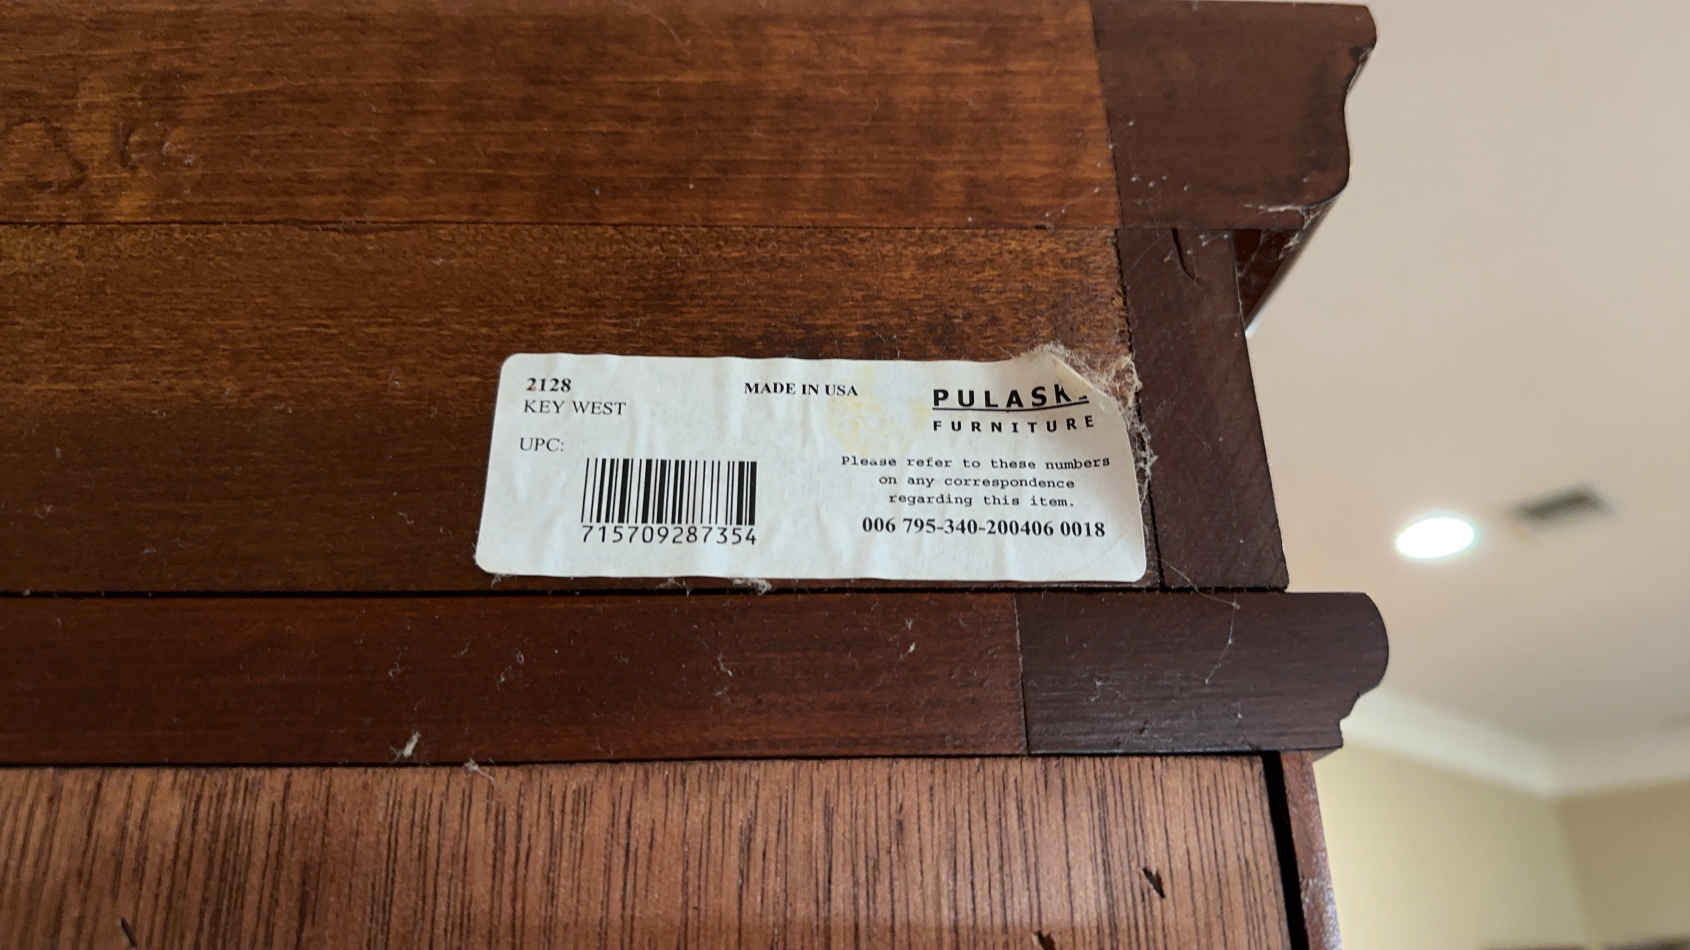 2128
KEY WEST
UPC:
715709287354
MADE IN USA
PULASKI
FURNITURE
Please refer to these numbers
on any correspondence
regarding this item.
006 795-340-200406 0018